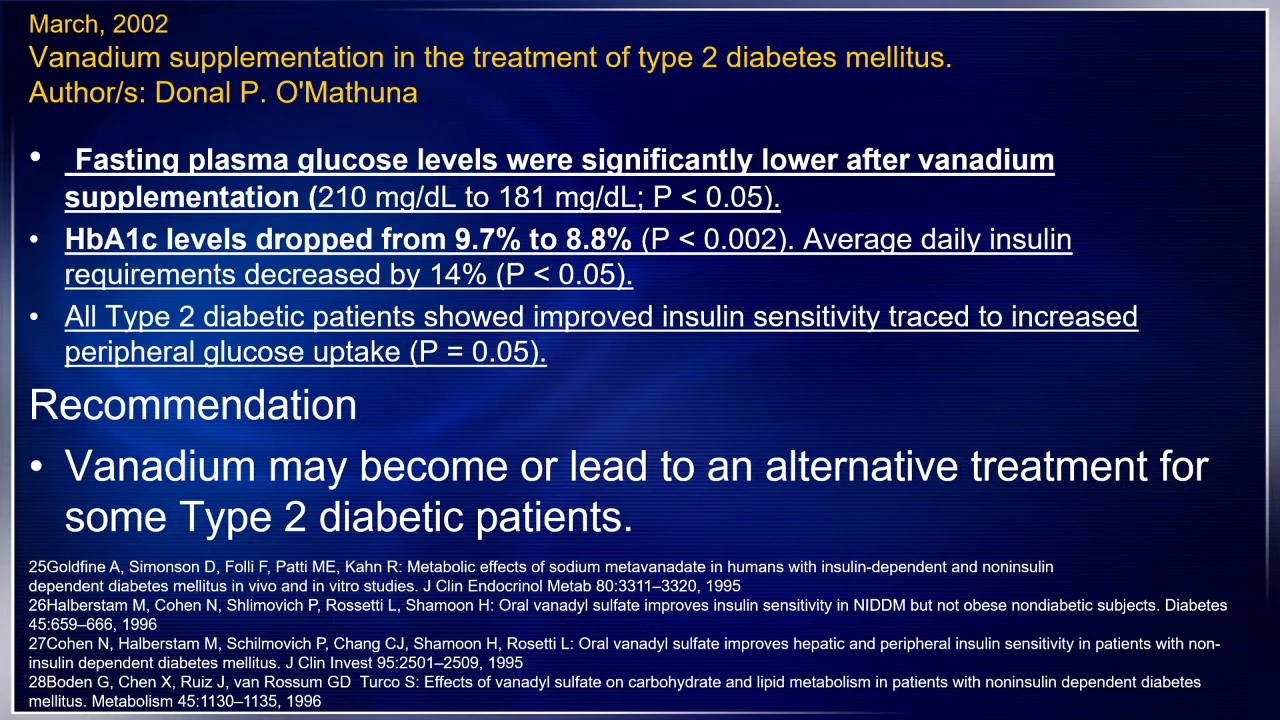 March, 2002
Vanadium supplementation in the treatment of type 2 diabetes mellitus.
Author/s: Donal P. O'Mathuna
• Fasting plasma glucose levels were significantly lower after vanadium
supplementation (210 mg/dL to 181 mg/dL; P < 0.05).
• HbA1c levels dropped from 9.7% to 8.8% (P < 0.002). Average daily insulin
requirements decreased by 14% (P < 0.05).
• All Type 2 diabetic patients showed improved insulin sensitivity traced to increased
peripheral glucose uptake (P = 0.05).
Recommendation
• Vanadium may become or lead to an alternative treatment for
some Type 2 diabetic patients.
25Goldfine A, Simonson D, Folli F, Patti ME, Kahn R: Metabolic effects of sodium metavanadate in humans with insulin-dependent and noninsulin
dependent diabetes mellitus in vivo and in vitro studies. J Clin Endocrinol Metab 80:3311–3320, 1995
26Halberstam M, Cohen N, Shlimovich P, Rossetti L, Shamoon H: Oral vanadyl sulfate improves insulin sensitivity in NIDDM but not obese nondiabetic subjects. Diabetes
45:659–666, 1996
27Cohen N, Halberstam M, Schilmovich P, Chang CJ, Shamoon H, Rosetti L: Oral vanadyl sulfate improves hepatic and peripheral insulin sensitivity in patients with non-
insulin dependent diabetes mellitus. J Clin Invest 95:2501–2509, 1995
28Boden G, Chen X, Ruiz J, van Rossum GD  Turco S: Effects of vanadyl sulfate on carbohydrate and lipid metabolism in patients with noninsulin dependent diabetes
mellitus. Metabolism 45:1130–1135, 1996